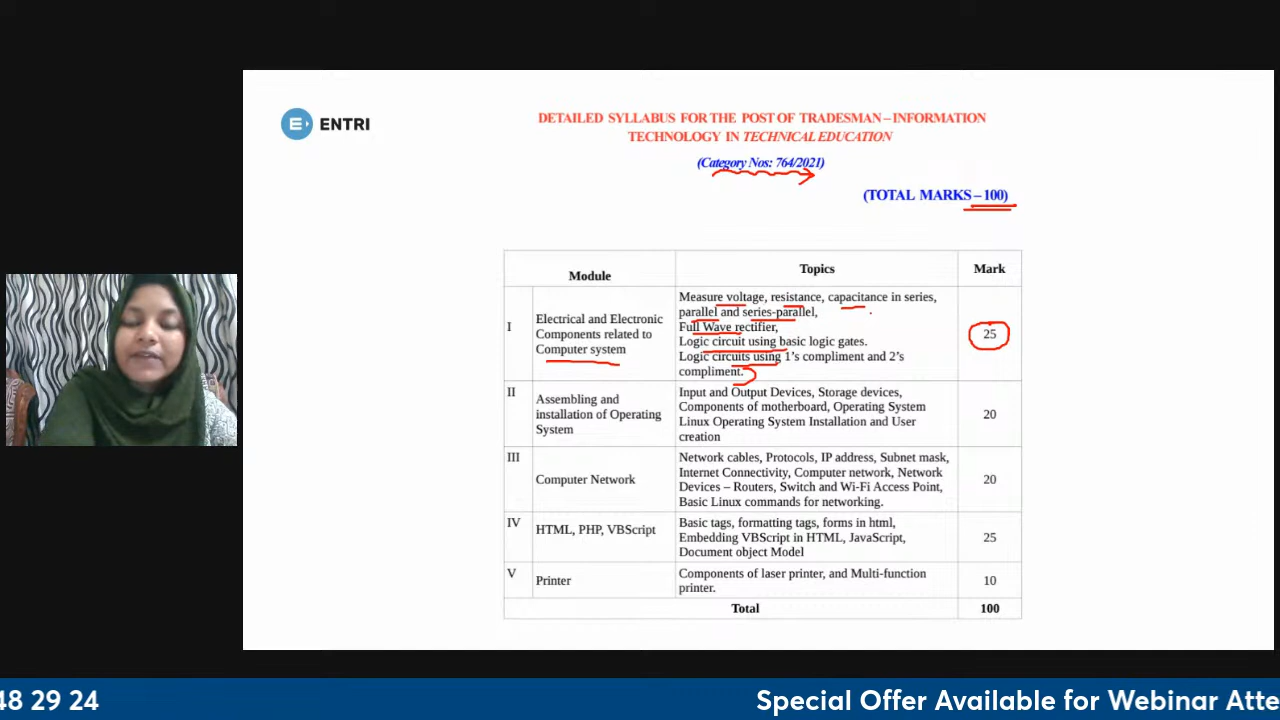 ENTRI
DETAILED SYLLABUS FOR THE POST OF TRADESMAN – INFORMATION
TECHNOLOGY IN TECHNICAL EDUCATION
(Category Nos: 764/2021)
(TOTAL MARKS – 100)
Module Topics Mark
I
Electrical and Electronic
Components related to
Computer system
Measure voltage, resistance, capacitance in series,
parallel and series-parallel,
Full Wave rectifier,
Logic circuit using basic logic gates.
Logic circuits using 1's compliment and 2's
compliment.
25
II
Assembling and
installation of Operating
System
Input and Output Devices, Storage devices,
Components of motherboard, Operating System
Linux Operating System Installation and User
creation
20
III
Computer Network
Network cables, Protocols, IP address, Subnet mask,
Internet Connectivity, Computer network, Network
Devices – Routers, Switch and Wi-Fi Access Point,
Basic Linux commands for networking.
20
IV
HTML, PHP, VBScript
Basic tags, formatting tags, forms in html,
Embedding VBScript in HTML, JavaScript,
Document object Model
25
V
Printer
Components of laser printer, and Multi-function
printer.
10
Total 100
48 29 24
Special Offer Available for Webinar Atte